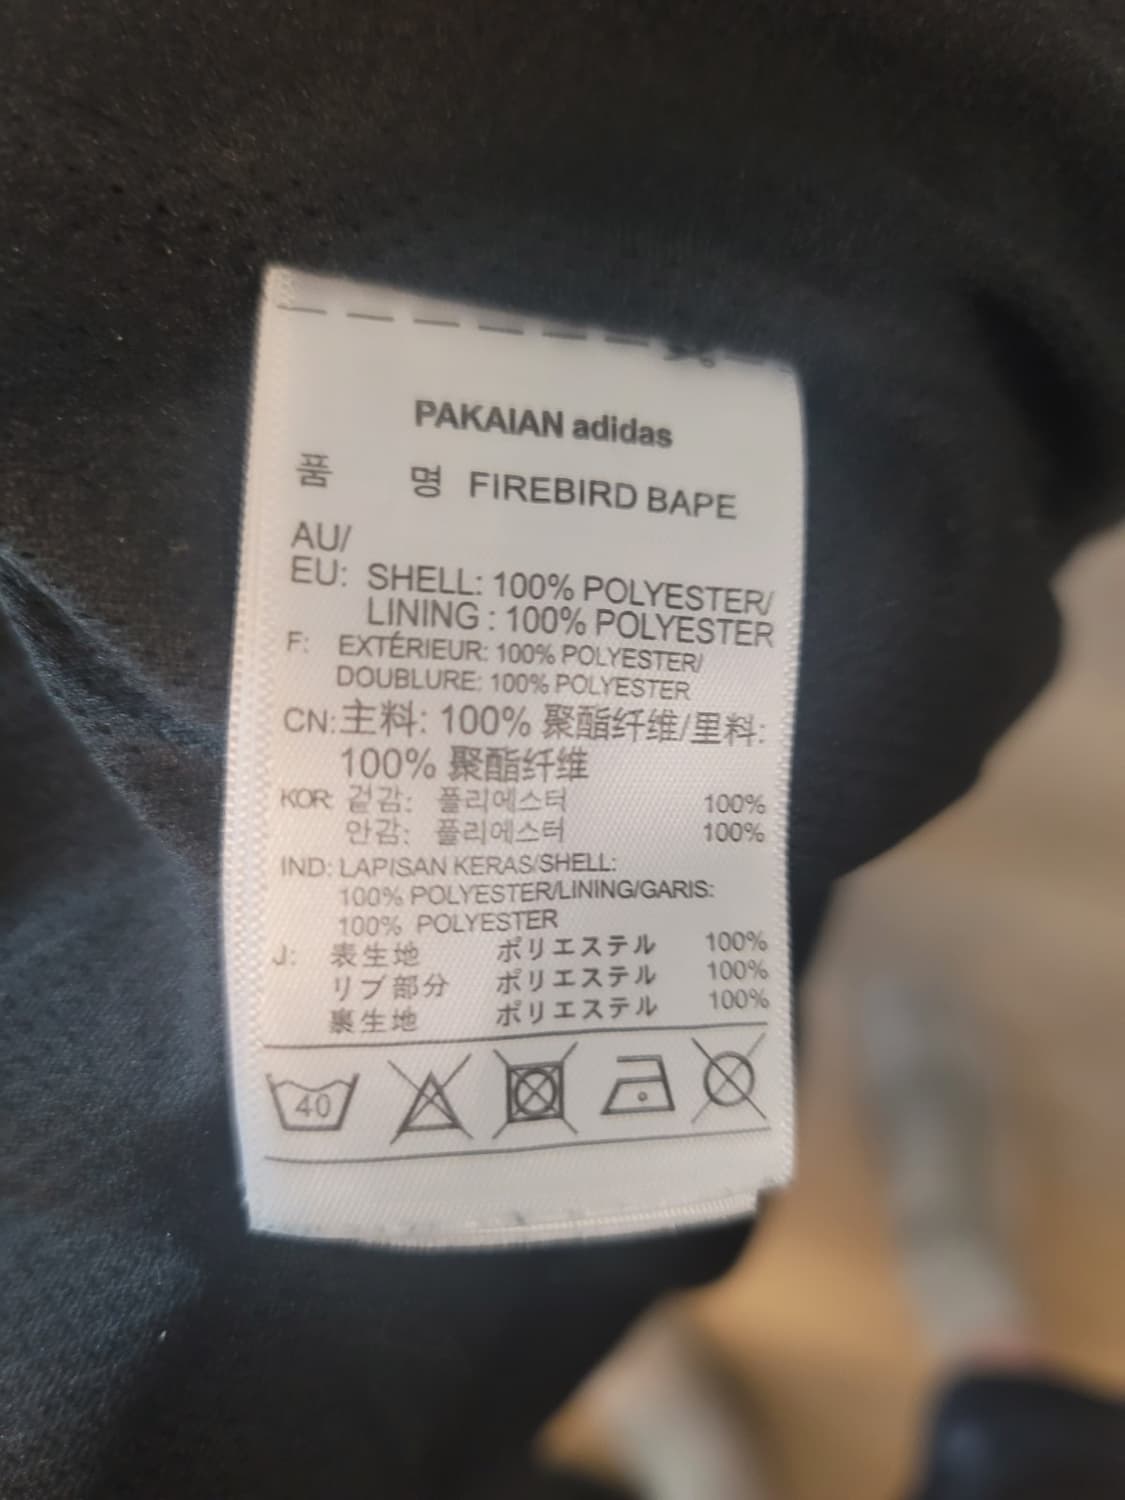 PAKAIAN adidas
품 명 FIREBIRD BAPE
AU/
EU: SHELL: 100% POLYESTER/
LINING : 100% POLYESTER
F: EXTÉRIEUR: 100% POLYESTER/
DOUBLURE: 100% POLYESTER
CN: 主料: 100% 聚酯纤维/里料:
100% 聚酯纤维
KOR: 겉감: 폴리에스터 100%
안감: 폴리에스터 100%
IND: LAPISAN KERAS/SHELL:
100% POLYESTER/LINING/GARIS:
100% POLYESTER
J: 表生地 ポリエステル 100%
リブ部分 ポリエステル 100%
裏生地 ポリエステル 100%
40